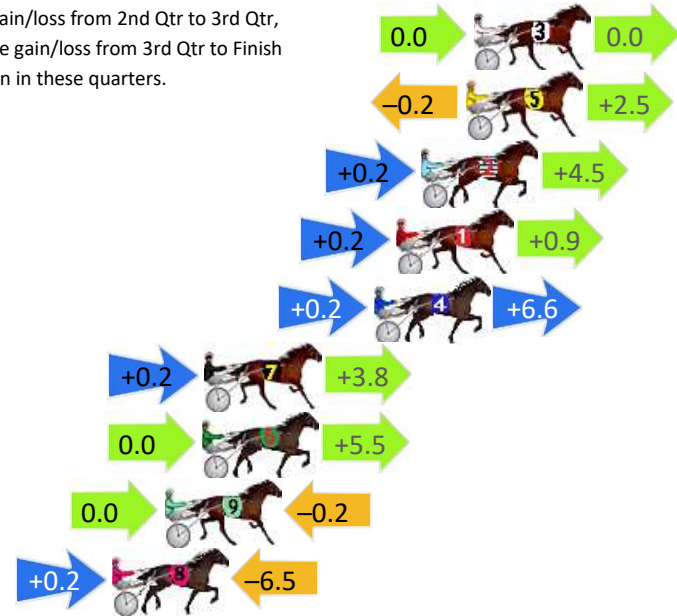 ain/loss from 2nd Qtr to 3rd Qtr,
e gain/loss from 3rd Qtr to Finish
n in these quarters.
0.0 3 0.0
–0.2 5 +2.5
+0.2 2 +4.5
+0.2 1 +0.9
+0.2 4 +6.6
+0.2 7 +3.8
0.0 6 +5.5
0.0 9 –0.2
+0.2 8 –6.5